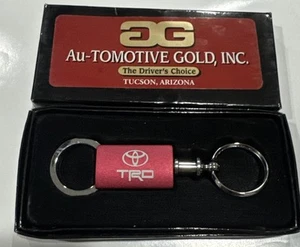 AG
Au-TOMOTIVE GOLD, INC.
The Driver's Choice
TUCSON, ARIZONA
TRD